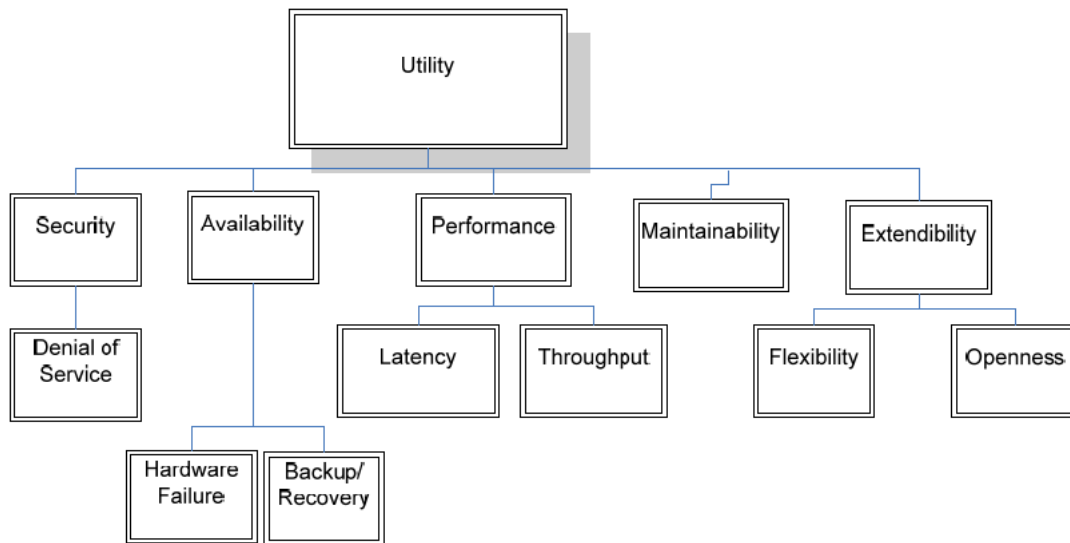 Utility
Security
Availability
Performance
Maintainability
Extendibility
Denial of
Service
Latency
Throughput
Flexibility
Openness
Hardware
Failure
Backup/
Recovery